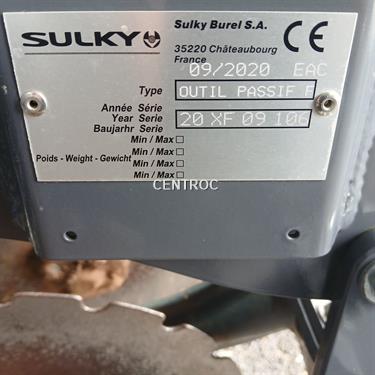 SULKY
Sulky Burel S.A.
35220 Châteaubourg
France
CE
09/2020 EAC
Type OUTIL PASSIF F
Année Série
Year Serie 20 XF 09 106
Baujarhr Serie
Min / Max
Min / Max
Poids - Weight - Gewicht
Min / Max
Min / Max
CENTROC